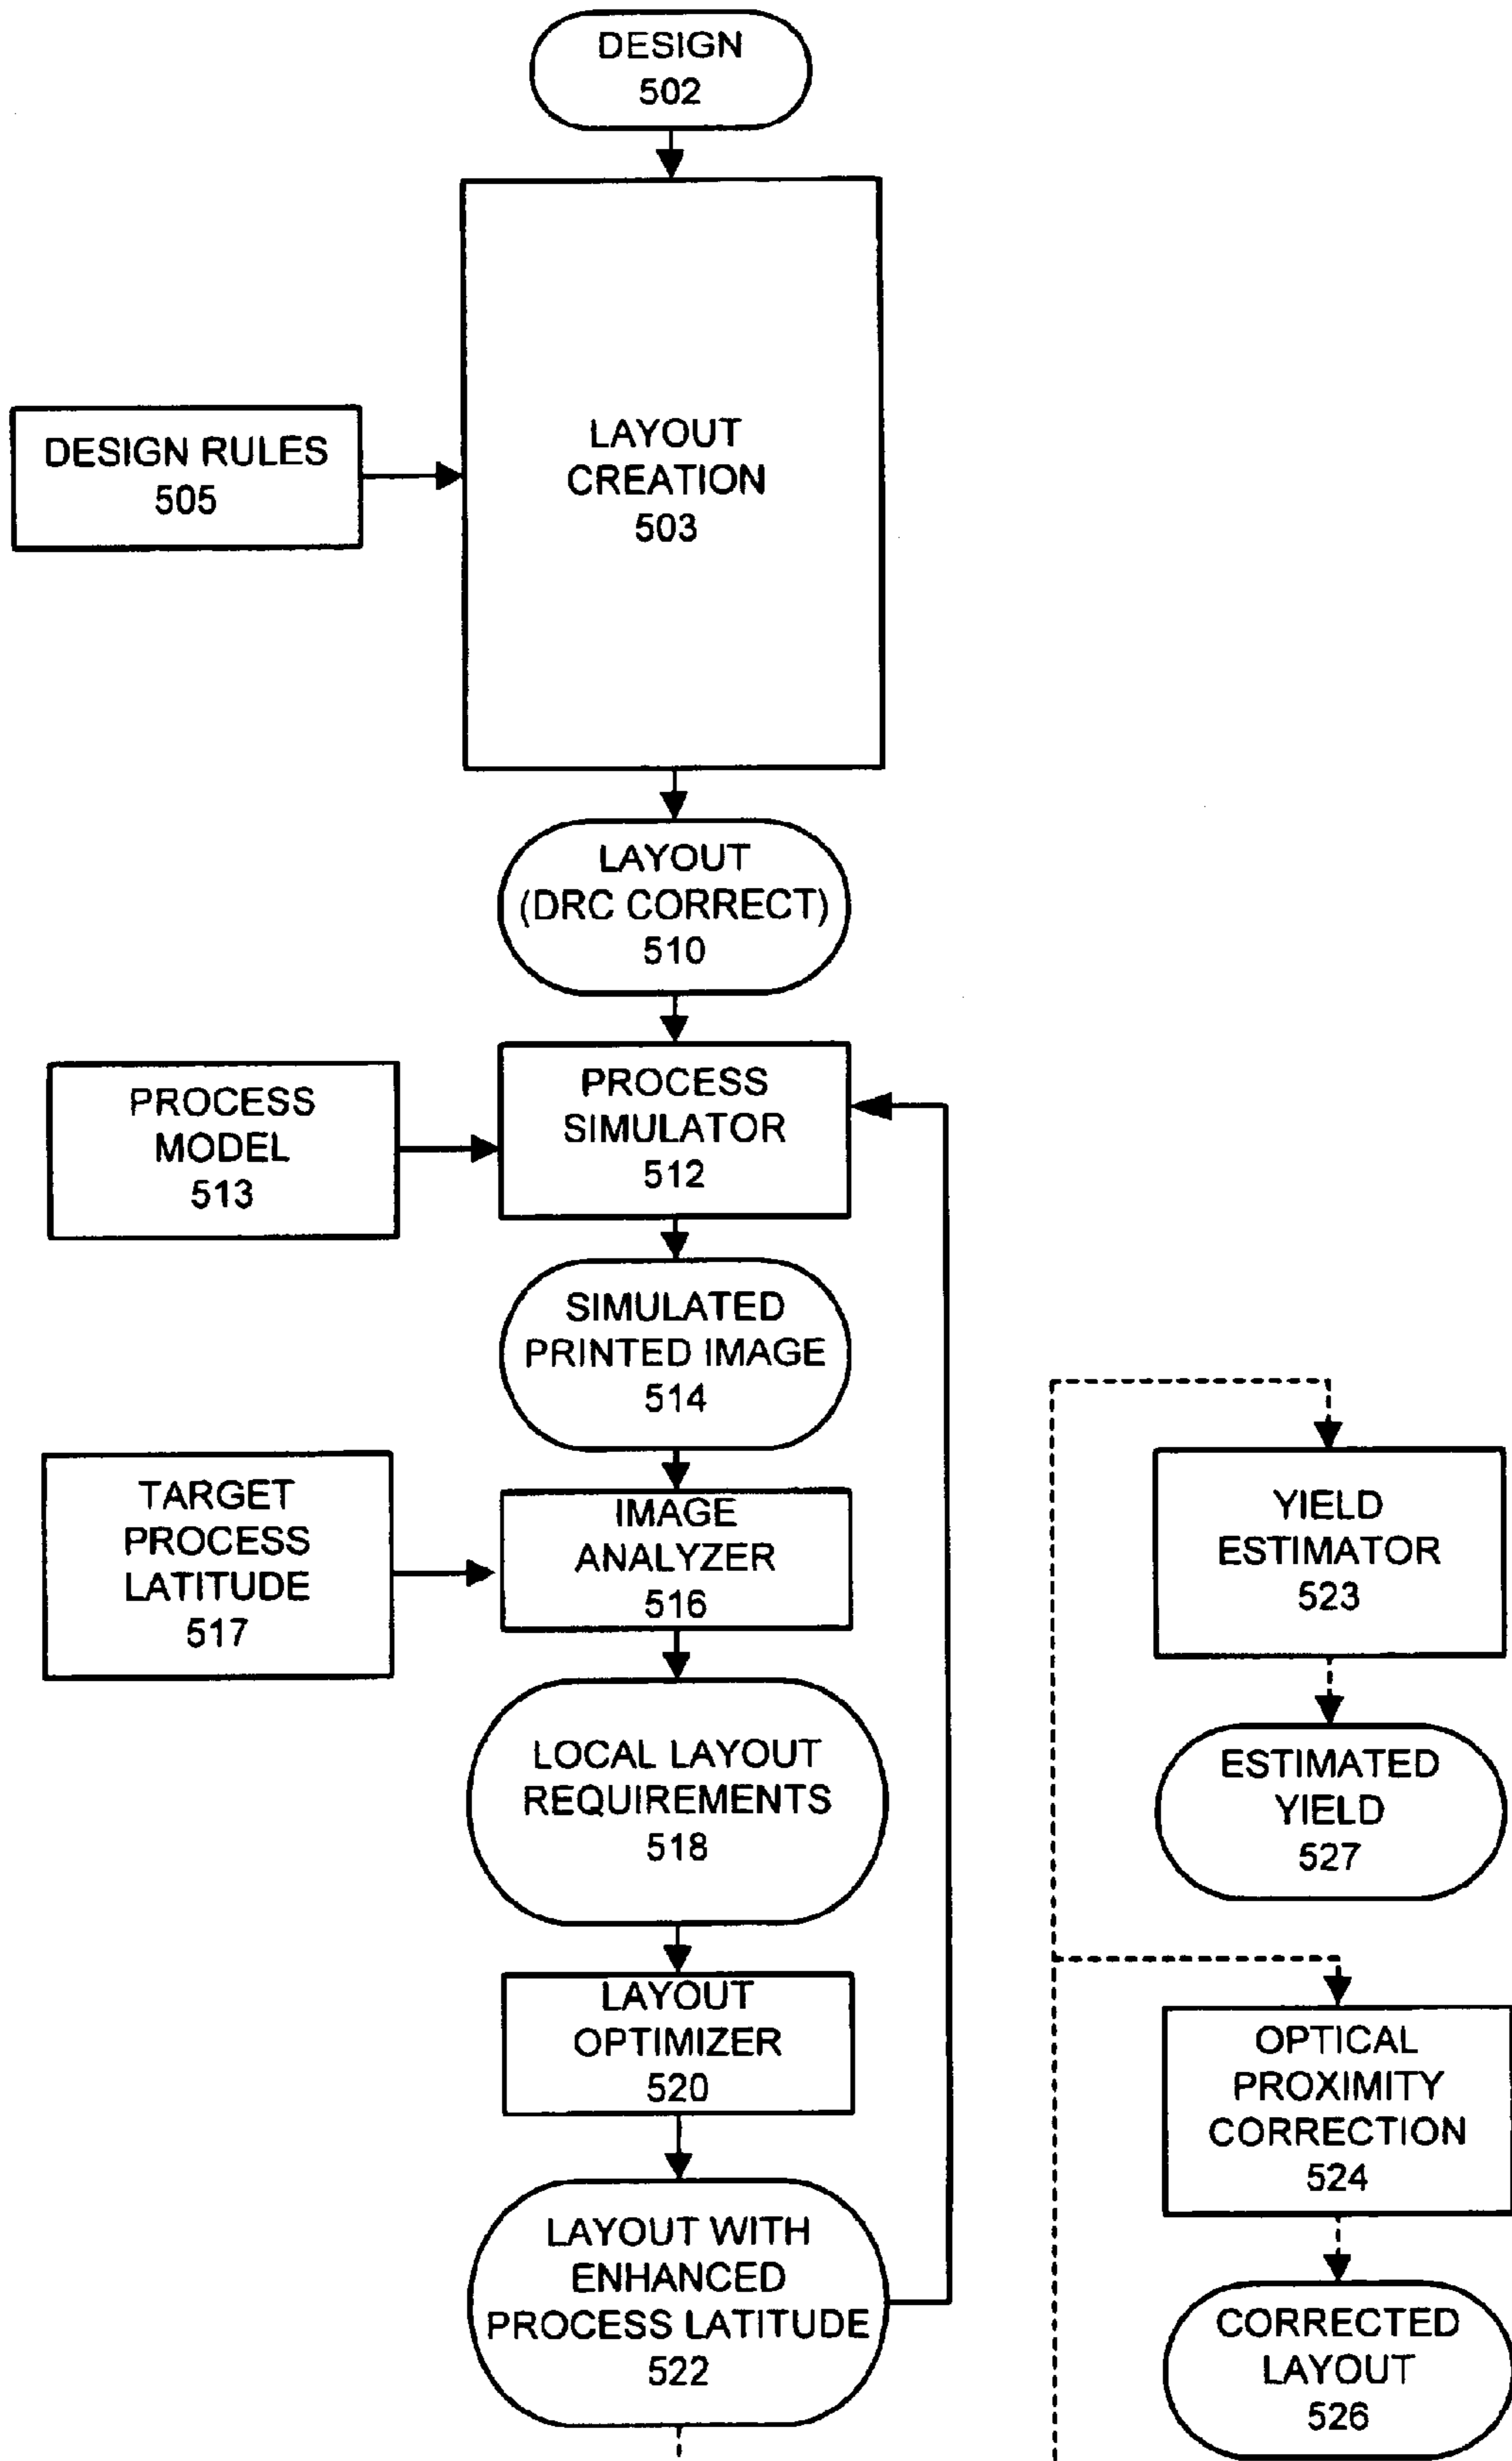 DESIGN
502
LAYOUT
CREATION
503
DESIGN RULES
505
LAYOUT
(DRC CORRECT)
510
PROCESS
SIMULATOR
512
PROCESS
MODEL
513
SIMULATED
PRINTED IMAGE
514
TARGET
PROCESS
LATITUDE
517
IMAGE
ANALYZER
516
YIELD
ESTIMATOR
523
LOCAL LAYOUT
REQUIREMENTS
518
ESTIMATED
YIELD
527
LAYOUT
OPTIMIZER
520
OPTICAL
PROXIMITY
CORRECTION
524
LAYOUT WITH
ENHANCED
PROCESS LATITUDE
522
CORRECTED
LAYOUT
526